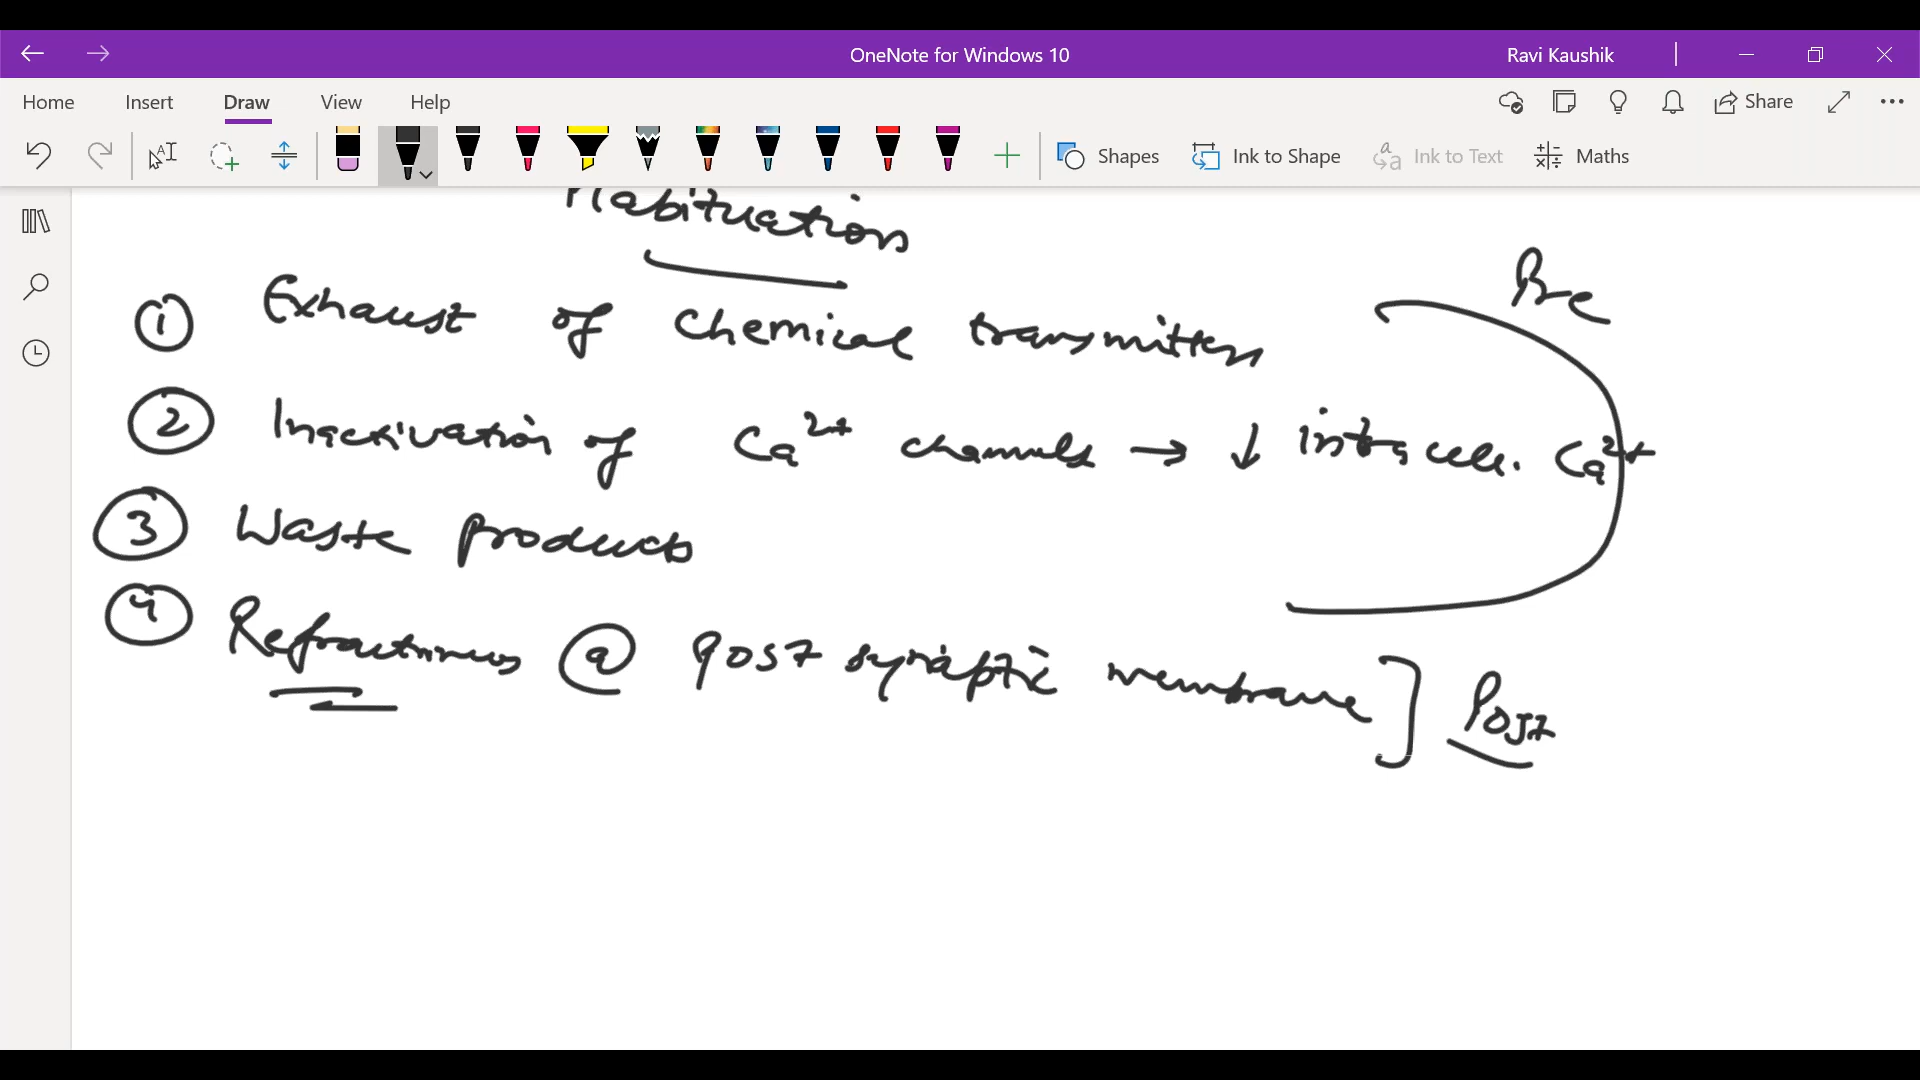 OneNote for Windows 10
Ravi Kaushik
Home Insert Draw View Help
Share
Shapes Ink to Shape Ink to Text Maths
Habituation
Pre
① Exhaust of chemical transmitters
② Inactivation of Ca²⁺ channels → ↓ intracell. Ca²⁺
③ Waste products
④ Refractiveness @ post synaptic membrane ] Post